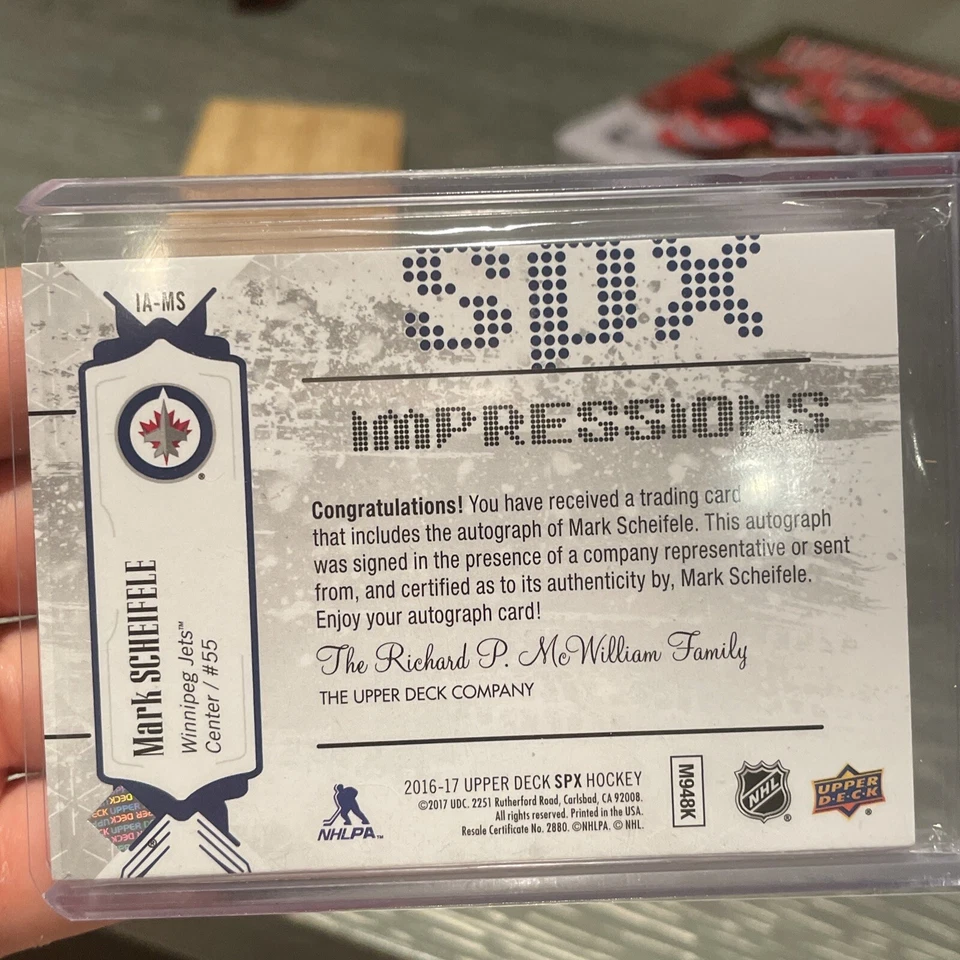 IA-MS
SPX
IMPRESSIONS
Congratulations! You have received a trading card
that includes the autograph of Mark Scheifele. This autograph
was signed in the presence of a company representative or sent
from, and certified as to its authenticity by, Mark Scheifele.
Enjoy your autograph card!
The Richard P. McWilliam Family
THE UPPER DECK COMPANY
Mark SCHEIFELE
Winnipeg Jets™
Center / #55
2016-17 UPPER DECK SPX HOCKEY
©2017 UDC. 2251 Rutherford Road, Carlsbad, CA 92008.
All rights reserved. Printed in the USA.
Resale Certificate No. 2880. ©NHLPA. © NHL.
NHLPA™
M948K
NHL®
UPPER
D·E·C·K®
UPPER DECK